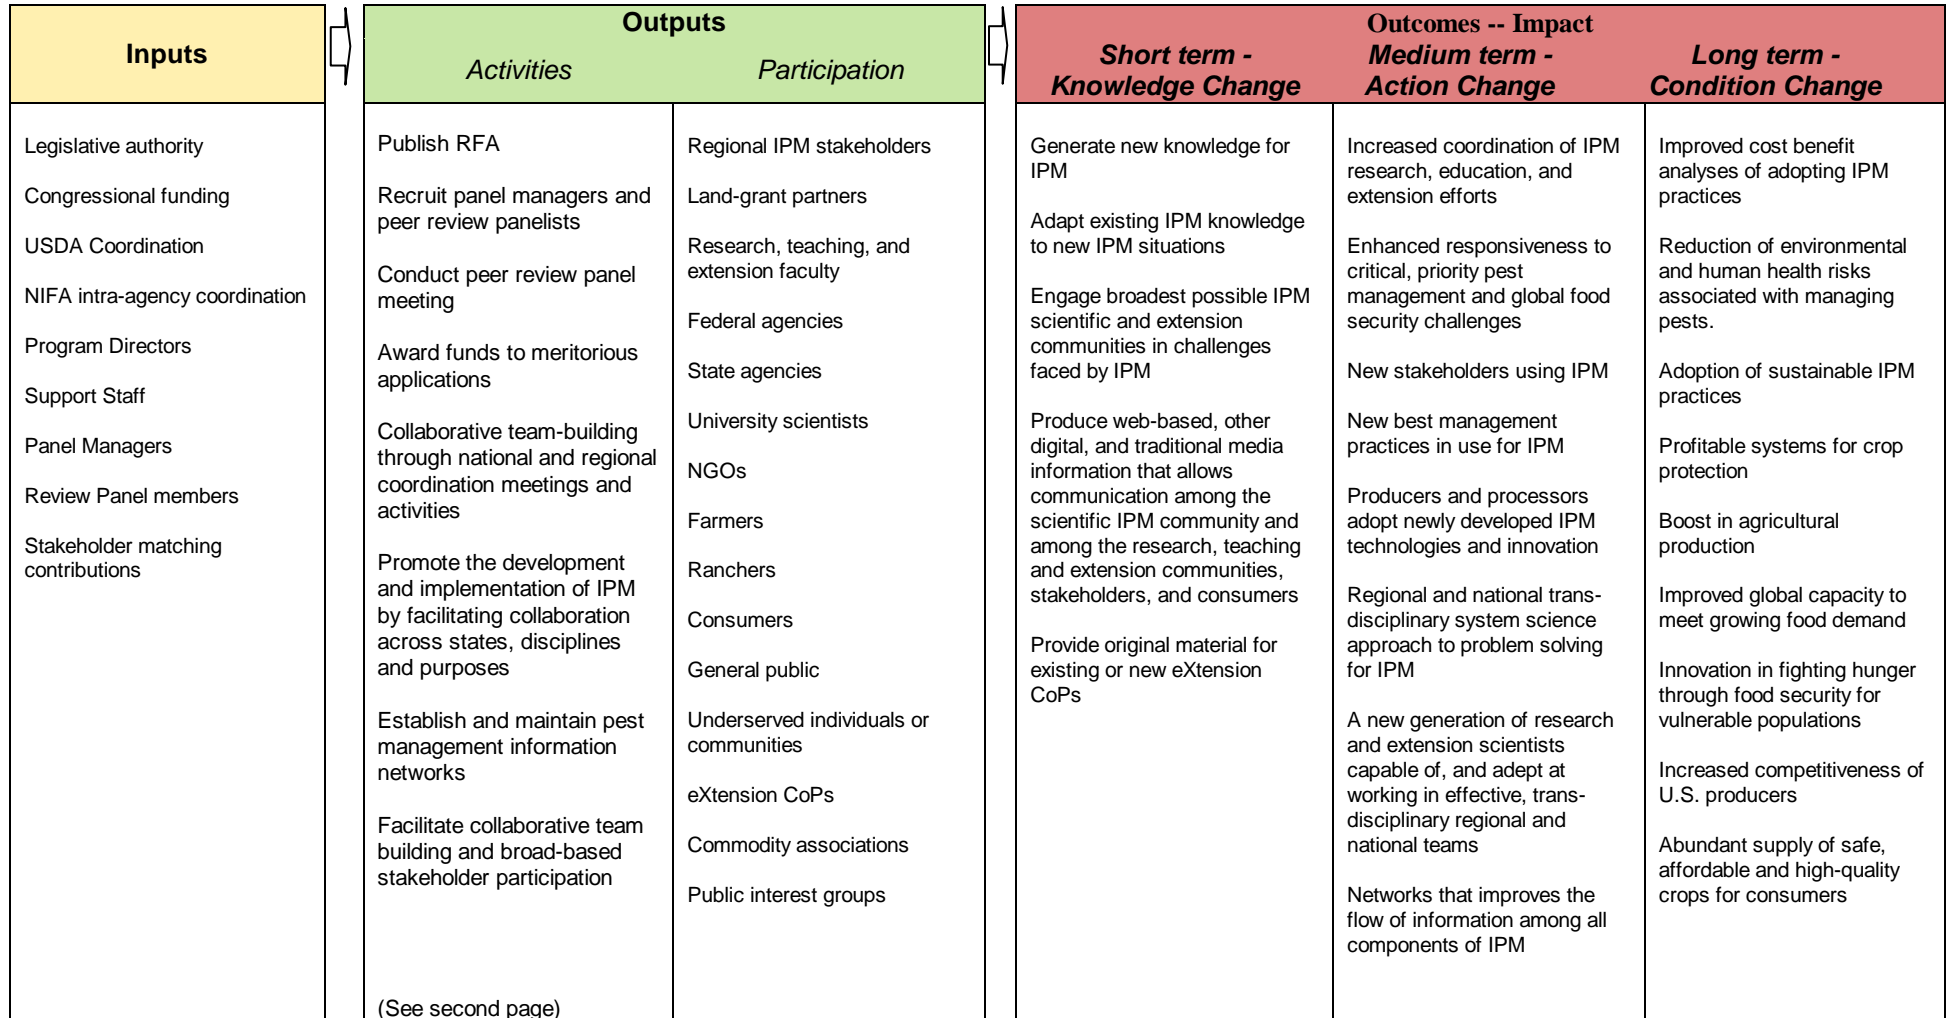 Inputs
Legislative authority
Congressional funding
USDA Coordination
NIFA intra-agency coordination
Program Directors
Support Staff
Panel Managers
Review Panel members
Stakeholder matching
contributions
Outputs
Activities
Publish RFA
Recruit panel managers and
peer review panelists
Conduct peer review panel
meeting
Award funds to meritorious
applications
Collaborative team-building
through national and regional
coordination meetings and
activities
Promote the development
and implementation of IPM
by facilitating collaboration
across states, disciplines
and purposes
Establish and maintain pest
management information
networks
Facilitate collaborative team
building and broad-based
stakeholder participation
(See second page)
Participation
Regional IPM stakeholders
Land-grant partners
Research, teaching, and
extension faculty
Federal agencies
State agencies
University scientists
NGOs
Farmers
Ranchers
Consumers
General public
Underserved individuals or
communities
eXtension CoPs
Commodity associations
Public interest groups
Outcomes -- Impact
Short term -
Knowledge Change
Generate new knowledge for
IPM
Adapt existing IPM knowledge
to new IPM situations
Engage broadest possible IPM
scientific and extension
communities in challenges
faced by IPM
Produce web-based, other
digital, and traditional media
information that allows
communication among the
scientific IPM community and
among the research, teaching
and extension communities,
stakeholders, and consumers
Provide original material for
existing or new eXtension
CoPs
Medium term -
Action Change
Increased coordination of IPM
research, education, and
extension efforts
Enhanced responsiveness to
critical, priority pest
management and global food
security challenges
New stakeholders using IPM
New best management
practices in use for IPM
Producers and processors
adopt newly developed IPM
technologies and innovation
Regional and national trans-
disciplinary system science
approach to problem solving
for IPM
A new generation of research
and extension scientists
capable of, and adept at
working in effective, trans-
disciplinary regional and
national teams
Networks that improves the
flow of information among all
components of IPM
Long term -
Condition Change
Improved cost benefit
analyses of adopting IPM
practices
Reduction of environmental
and human health risks
associated with managing
pests.
Adoption of sustainable IPM
practices
Profitable systems for crop
protection
Boost in agricultural
production
Improved global capacity to
meet growing food demand
Innovation in fighting hunger
through food security for
vulnerable populations
Increased competitiveness of
U.S. producers
Abundant supply of safe,
affordable and high-quality
crops for consumers